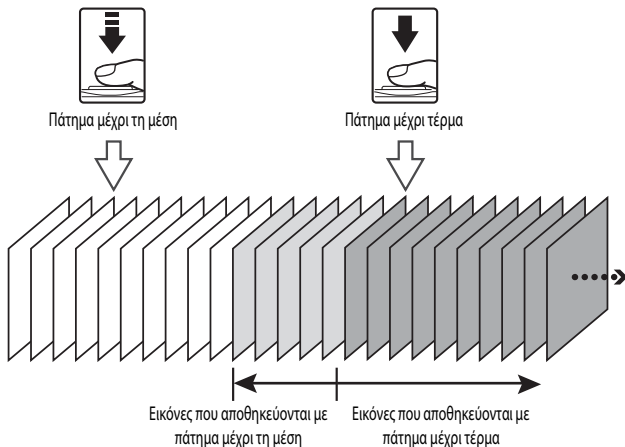 Πάτημα μέχρι τη μέση
Πάτημα μέχρι τέρμα
Εικόνες που αποθηκεύονται με
πάτημα μέχρι τη μέση
Εικόνες που αποθηκεύονται με
πάτημα μέχρι τέρμα